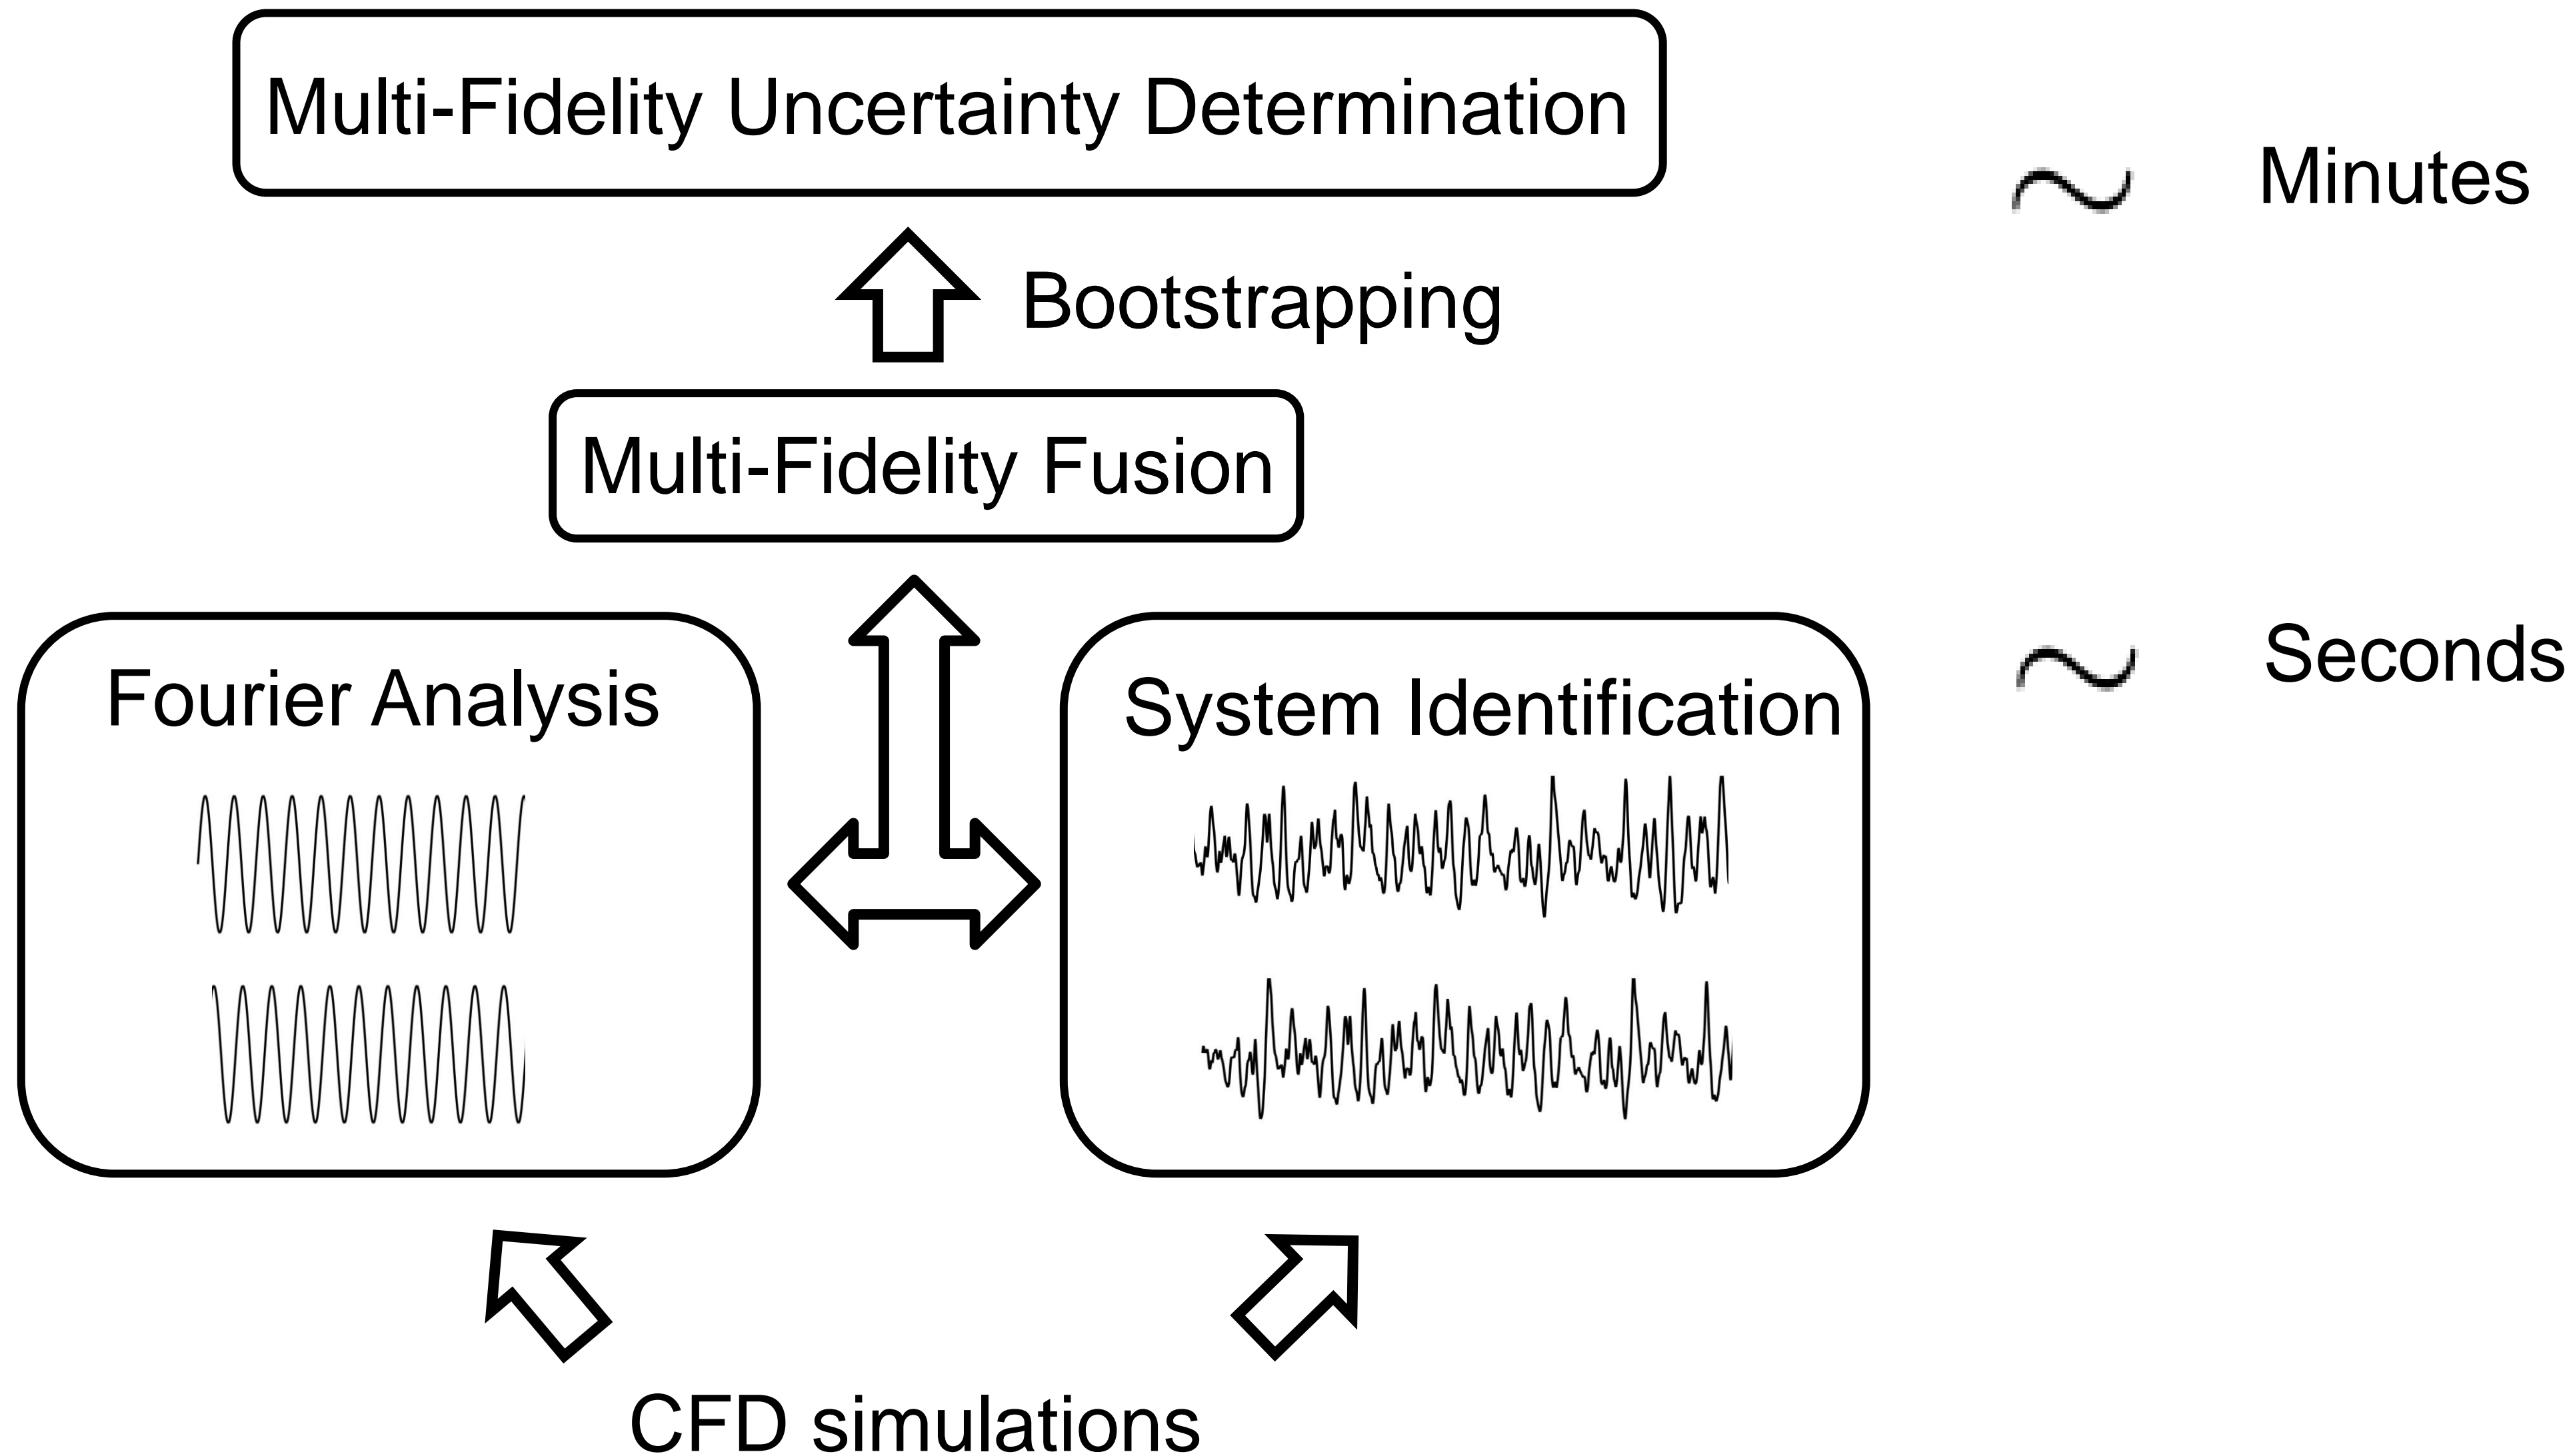 Multi-Fidelity Uncertainty Determination
~ Minutes
Bootstrapping
Multi-Fidelity Fusion
~ Seconds
Fourier Analysis
System Identification
CFD simulations